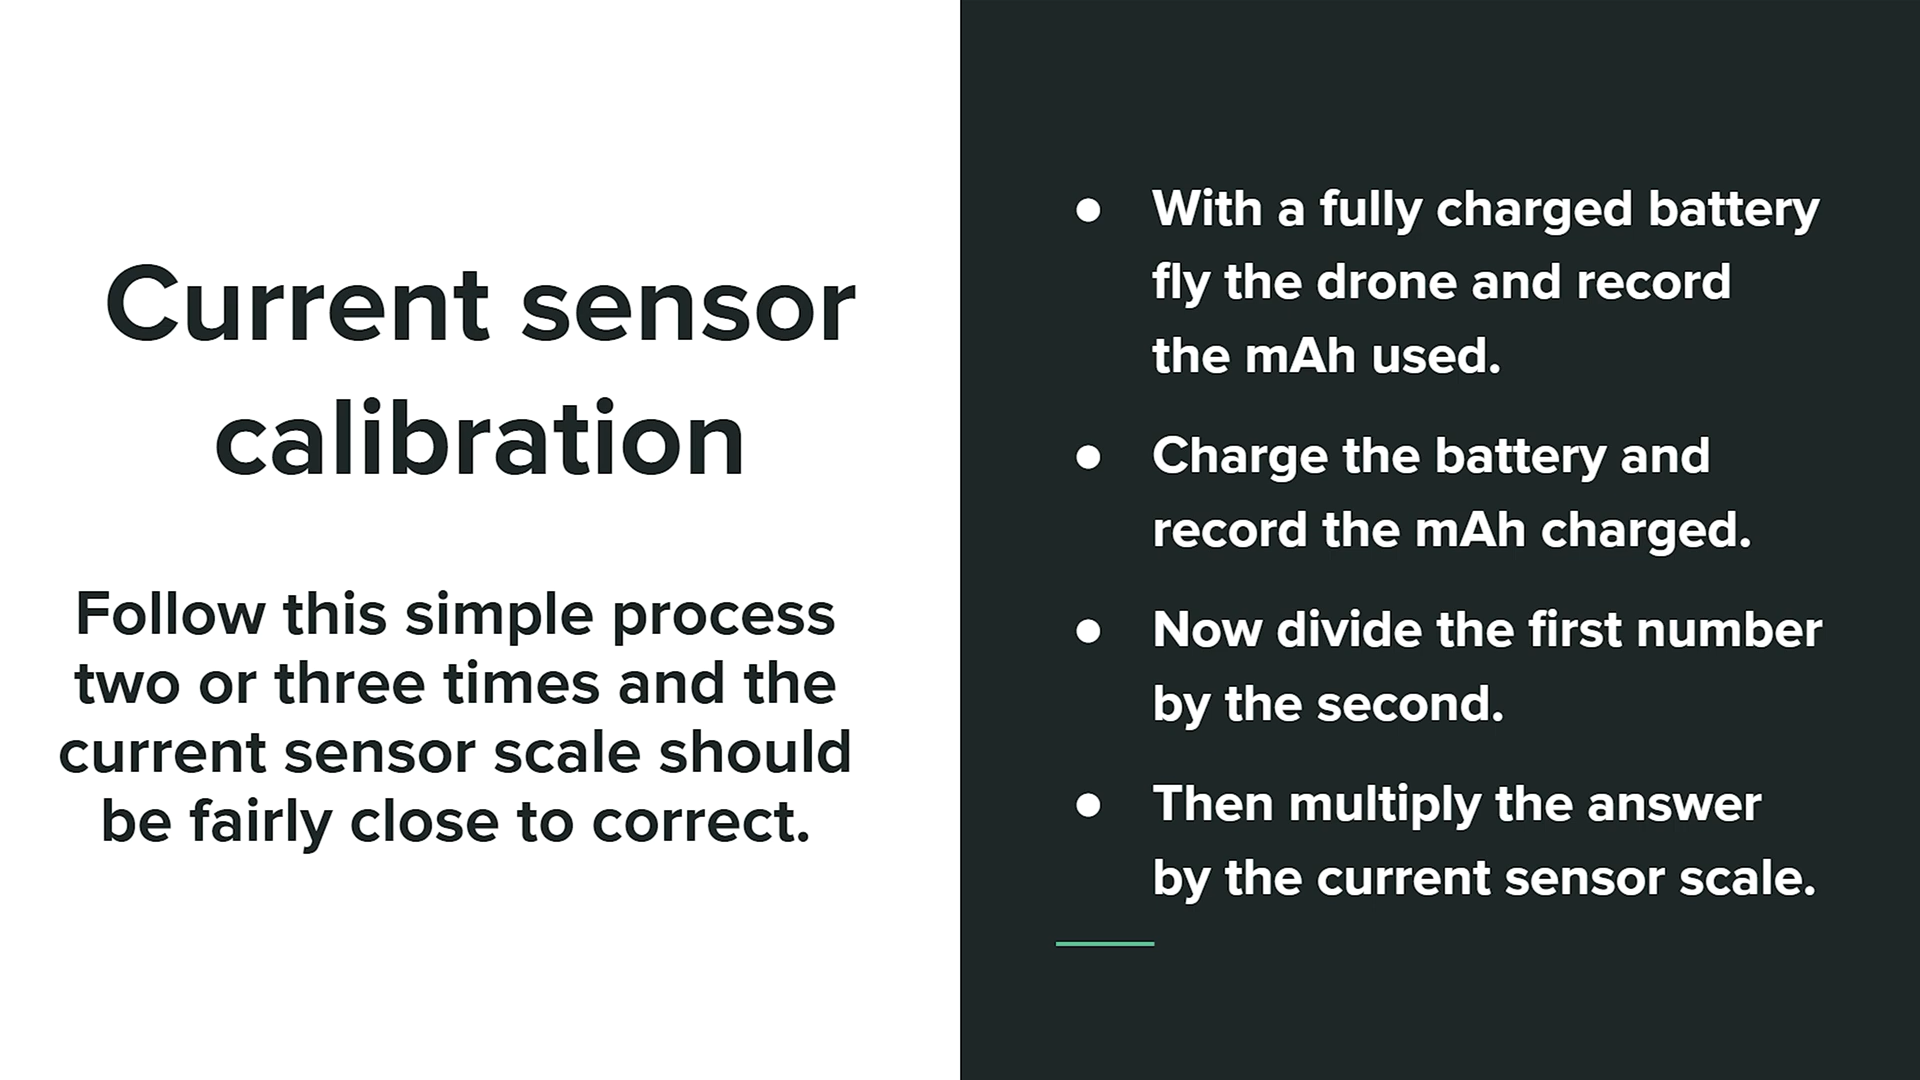 Current sensor
calibration
Follow this simple process
two or three times and the
current sensor scale should
be fairly close to correct.
● With a fully charged battery
fly the drone and record
the mAh used.
● Charge the battery and
record the mAh charged.
● Now divide the first number
by the second.
● Then multiply the answer
by the current sensor scale.